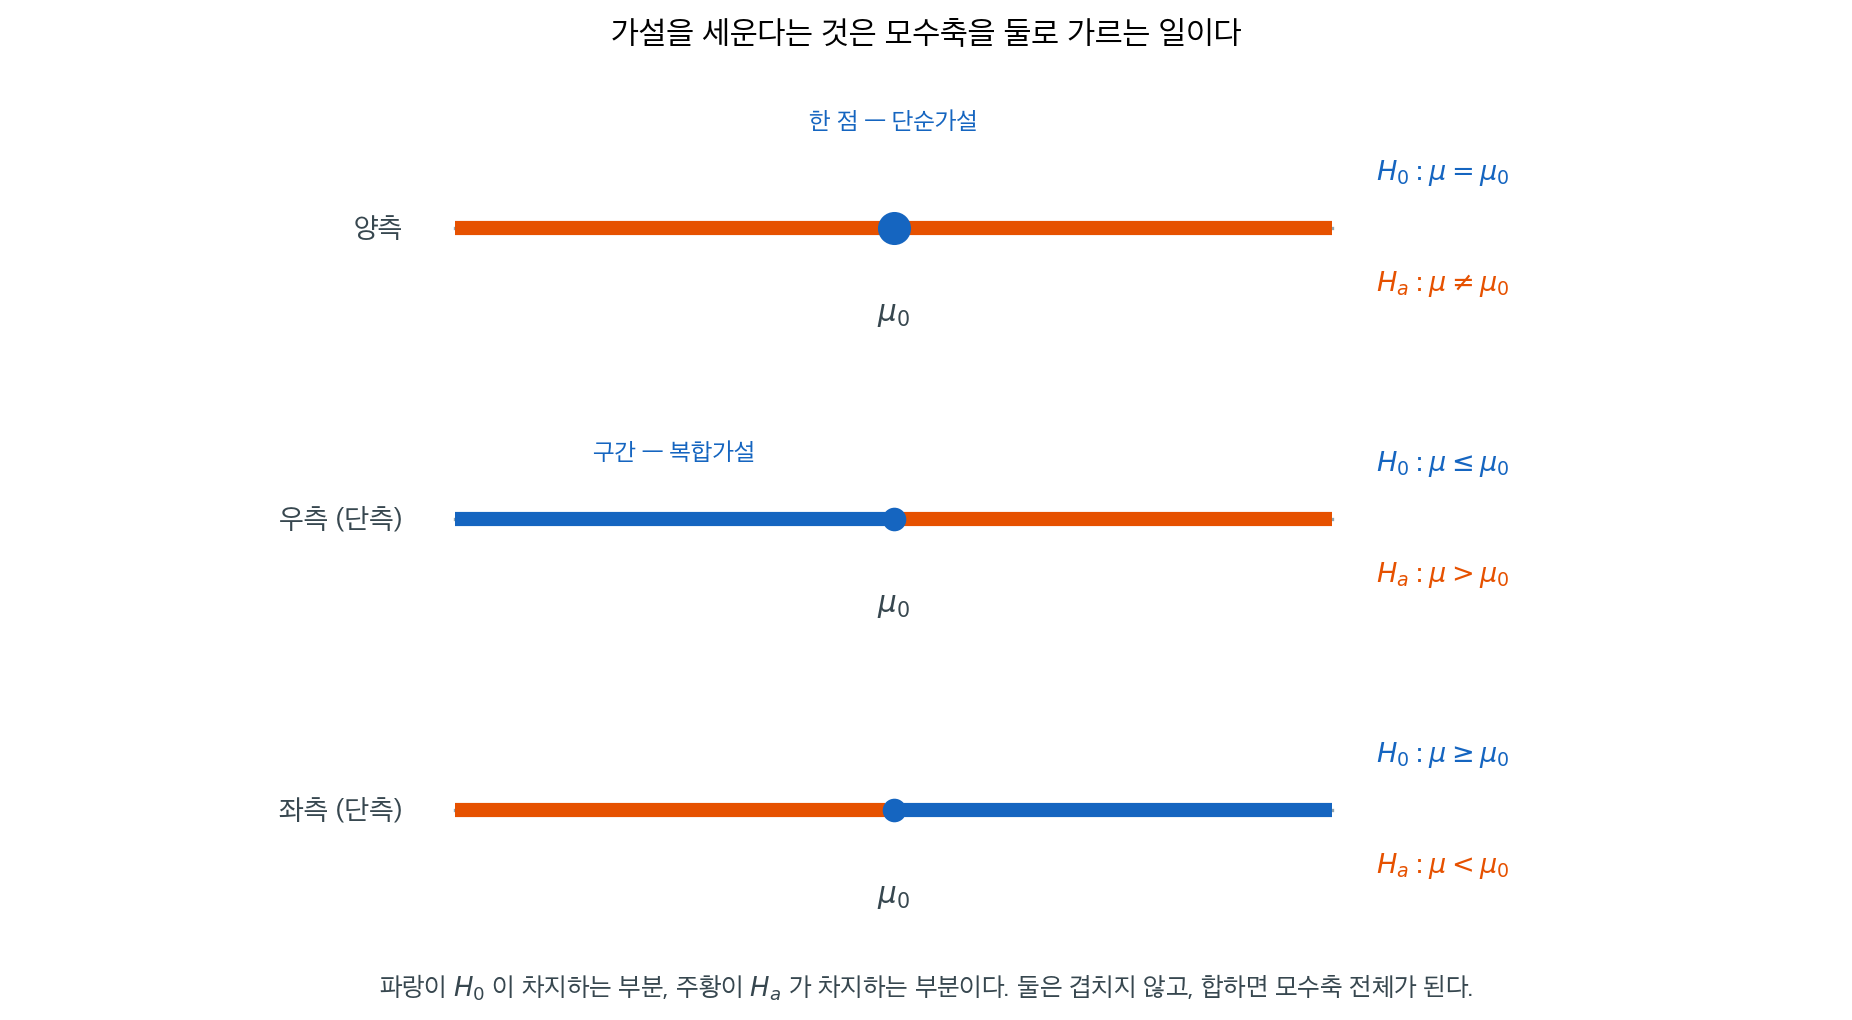 가설을 세운다는 것은 모수축을 둘로 가르는 일이다
한 점 — 단순가설
H₀ : μ = μ₀
양측
Hₐ : μ ≠ μ₀
μ₀
구간 — 복합가설
H₀ : μ ≤ μ₀
우측 (단측)
Hₐ : μ > μ₀
μ₀
H₀ : μ ≥ μ₀
좌측 (단측)
Hₐ : μ < μ₀
μ₀
파랑이 H₀ 이 차지하는 부분, 주황이 Hₐ 가 차지하는 부분이다. 둘은 겹치지 않고, 합하면 모수축 전체가 된다.